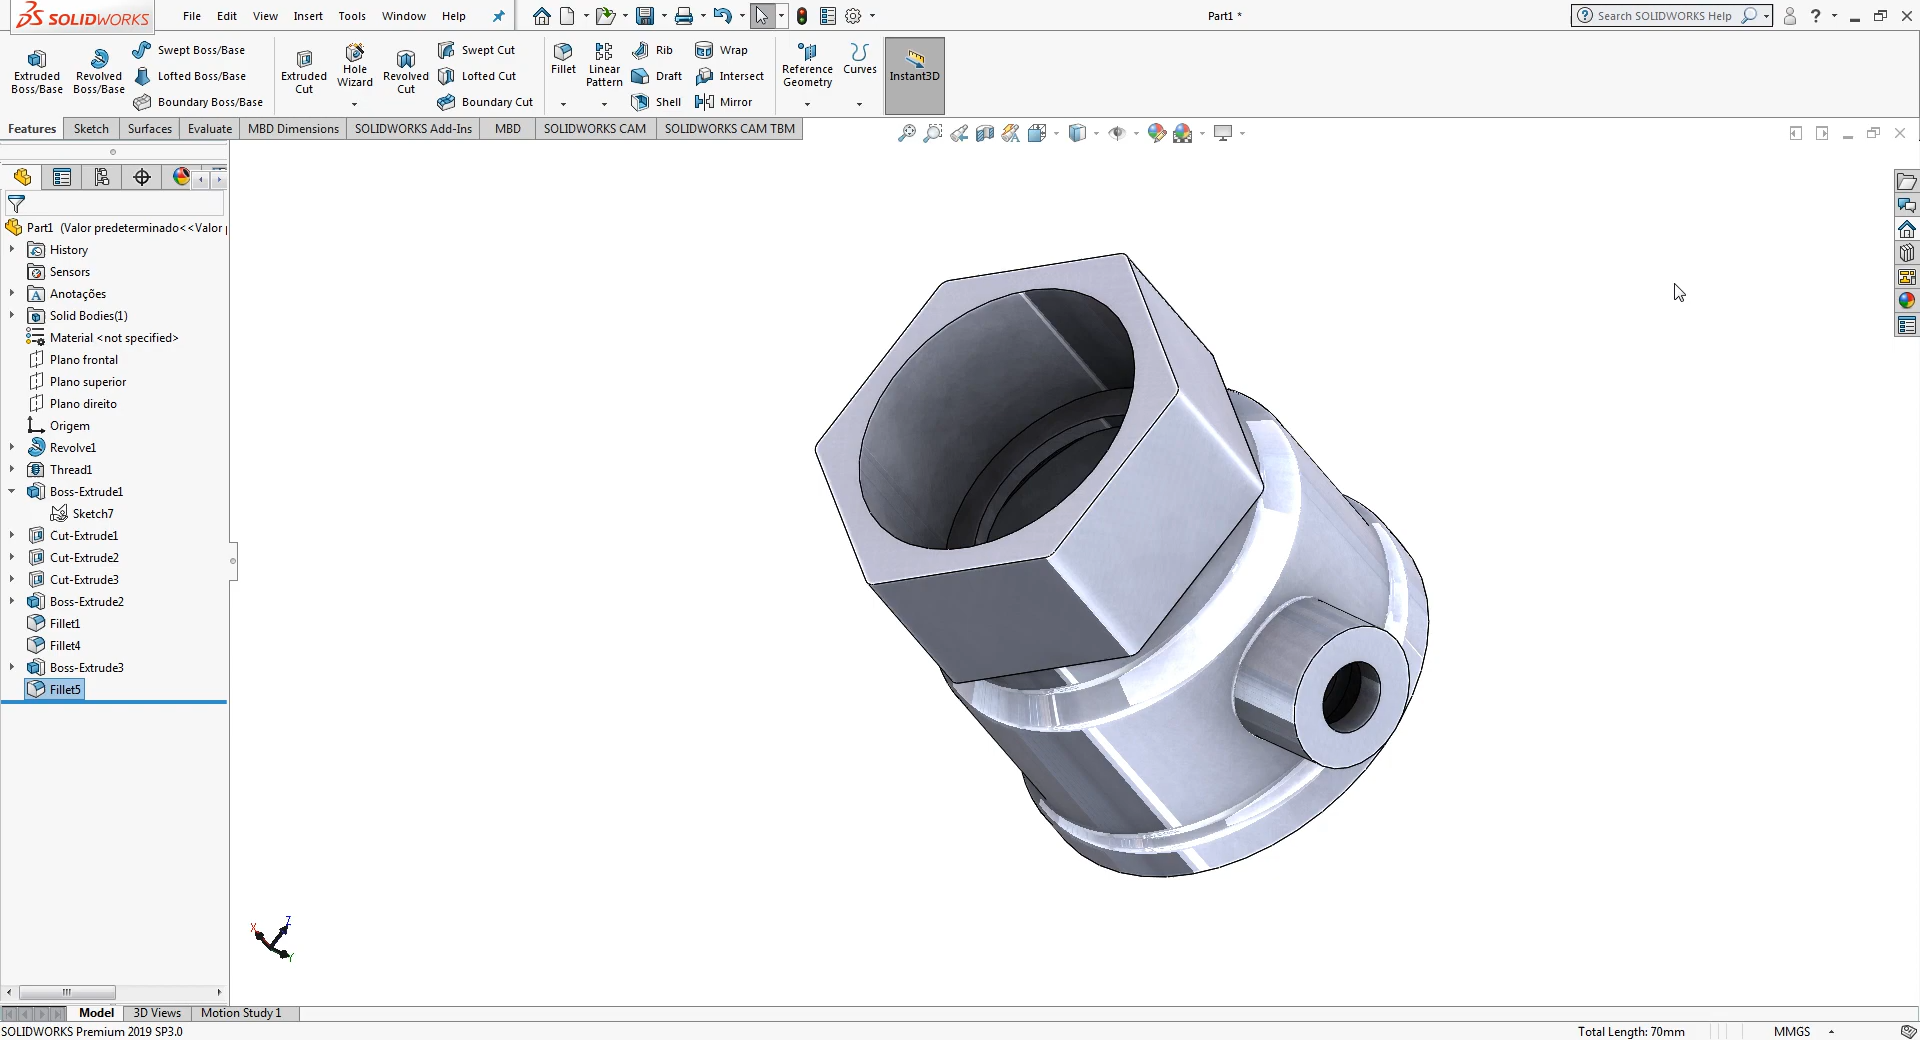 SOLIDWORKS File Edit View Insert Tools Window Help Part1 * Search SOLIDWORKS Help ?
Extruded Boss/Base
Revolved Boss/Base
Swept Boss/Base
Lofted Boss/Base
Boundary Boss/Base
Extruded Cut
Hole Wizard
Revolved Cut
Swept Cut
Lofted Cut
Boundary Cut
Fillet
Linear Pattern
Rib
Draft
Shell
Wrap
Intersect
Mirror
Reference Geometry
Curves
Instant3D
Features Sketch Surfaces Evaluate MBD Dimensions SOLIDWORKS Add-Ins MBD SOLIDWORKS CAM SOLIDWORKS CAM TBM
Part1 (Valor predeterminado<<Valor
History
Sensors
Anotações
Solid Bodies(1)
Material <not specified>
Plano frontal
Plano superior
Plano direito
Origem
Revolve1
Thread1
Boss-Extrude1
Sketch7
Cut-Extrude1
Cut-Extrude2
Cut-Extrude3
Boss-Extrude2
Fillet1
Fillet4
Boss-Extrude3
Fillet5
Z
X
Y
Model 3D Views Motion Study 1
SOLIDWORKS Premium 2019 SP3.0 Total Length: 70mm MMGS